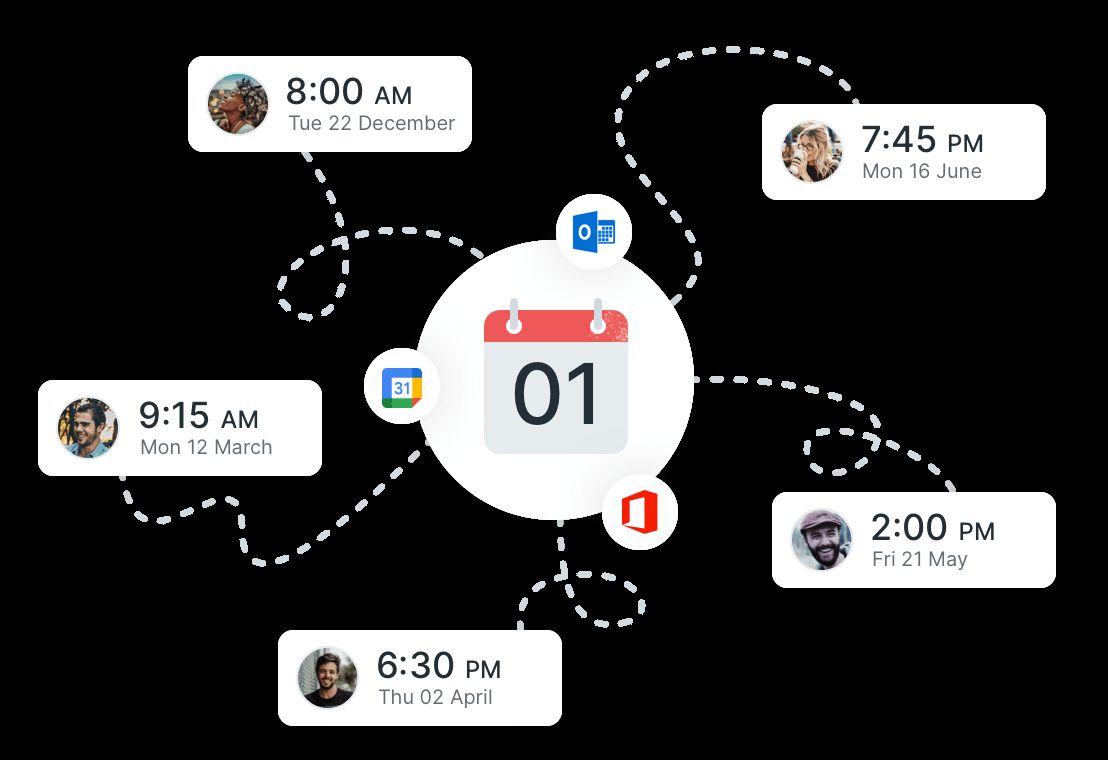 8:00 AM
Tue 22 December
7:45 PM
Mon 16 June
O
01
31
9:15 AM
Mon 12 March
2:00 PM
Fri 21 May
6:30 PM
Thu 02 April